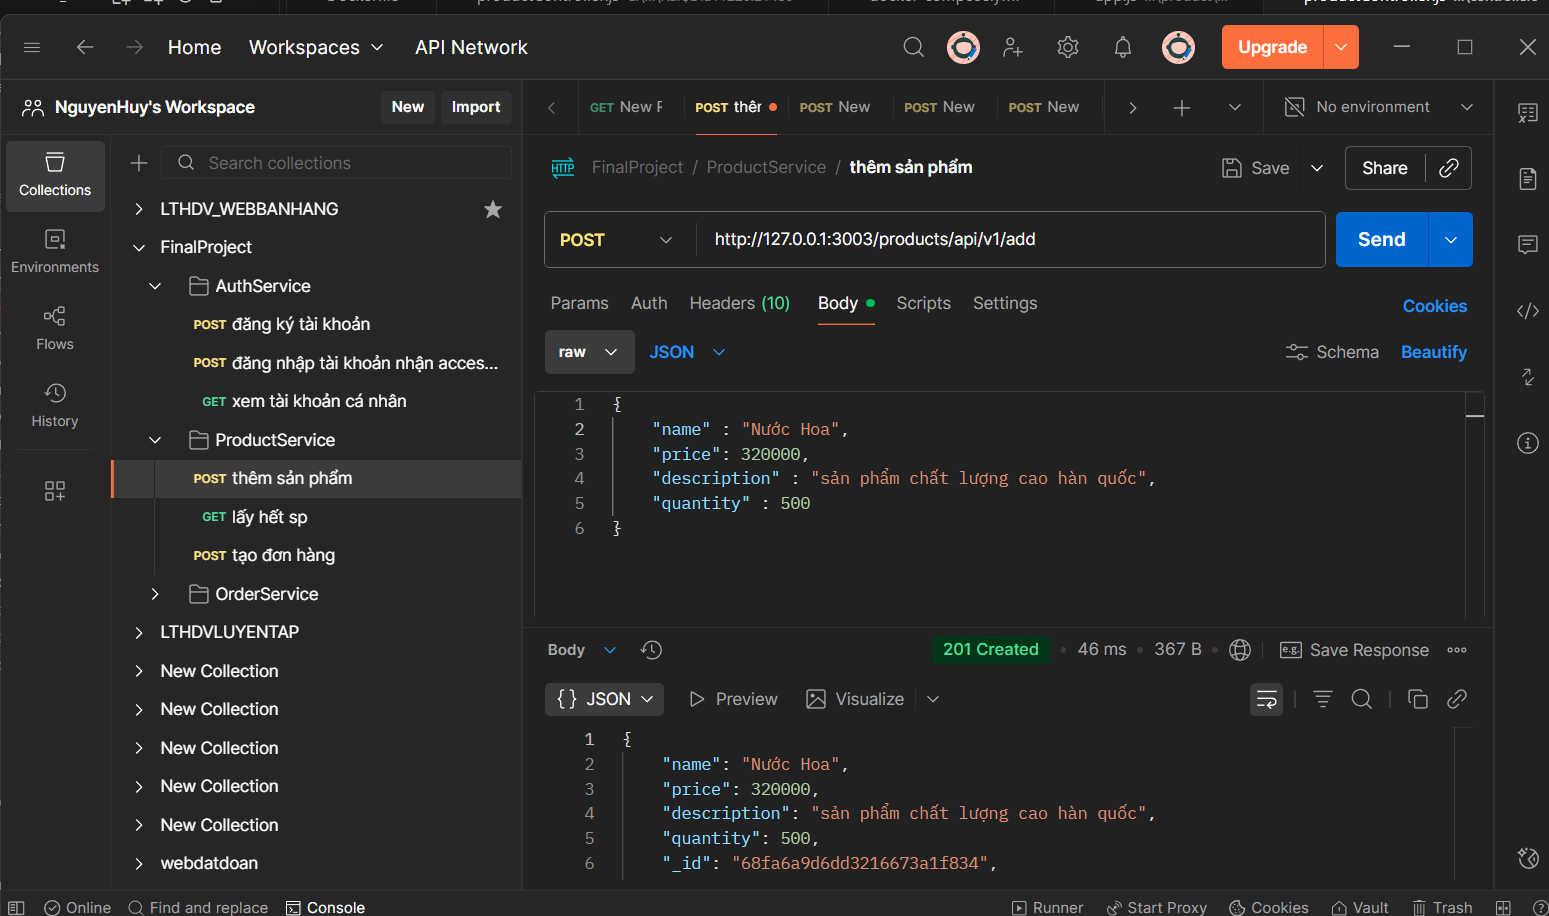 Home
Workspaces
API Network
Upgrade
NguyenHuy's Workspace
New
Import
GET New
POST thêr
POST New
POST New
POST New
No environment
Collections
Search collections
HTTP FinalProject / ProductService / thêm sản phẩm
Save
Share
Environments
Flows
History
LTHDV_WEBBANHANG
FinalProject
AuthService
POST đăng ký tài khoản
POST đăng nhập tài khoản nhận acces...
GET xem tài khoản cá nhân
ProductService
POST thêm sản phẩm
GET lấy hết sp
POST tạo đơn hàng
OrderService
LTHDVLUYENTAP
New Collection
New Collection
New Collection
New Collection
New Collection
webdatdoan
POST
http://127.0.0.1:3003/products/api/v1/add
Send
Params Auth Headers (10) Body Scripts Settings
Cookies
raw JSON
Schema Beautify
1 {
2 "name" : "Nước Hoa",
3 "price": 320000,
4 "description" : "sản phẩm chất lượng cao hàn quốc",
5 "quantity" : 500
6 }
Body
201 Created • 46 ms • 367 B
e.g. Save Response
{} JSON Preview Visualize
1 {
2 "name": "Nước Hoa",
3 "price": 320000,
4 "description": "sản phẩm chất lượng cao hàn quốc",
5 "quantity": 500,
6 "_id": "68fa6a9d6dd3216673a1f834",
Online Find and replace Console
Runner Start Proxy Cookies Vault Trash